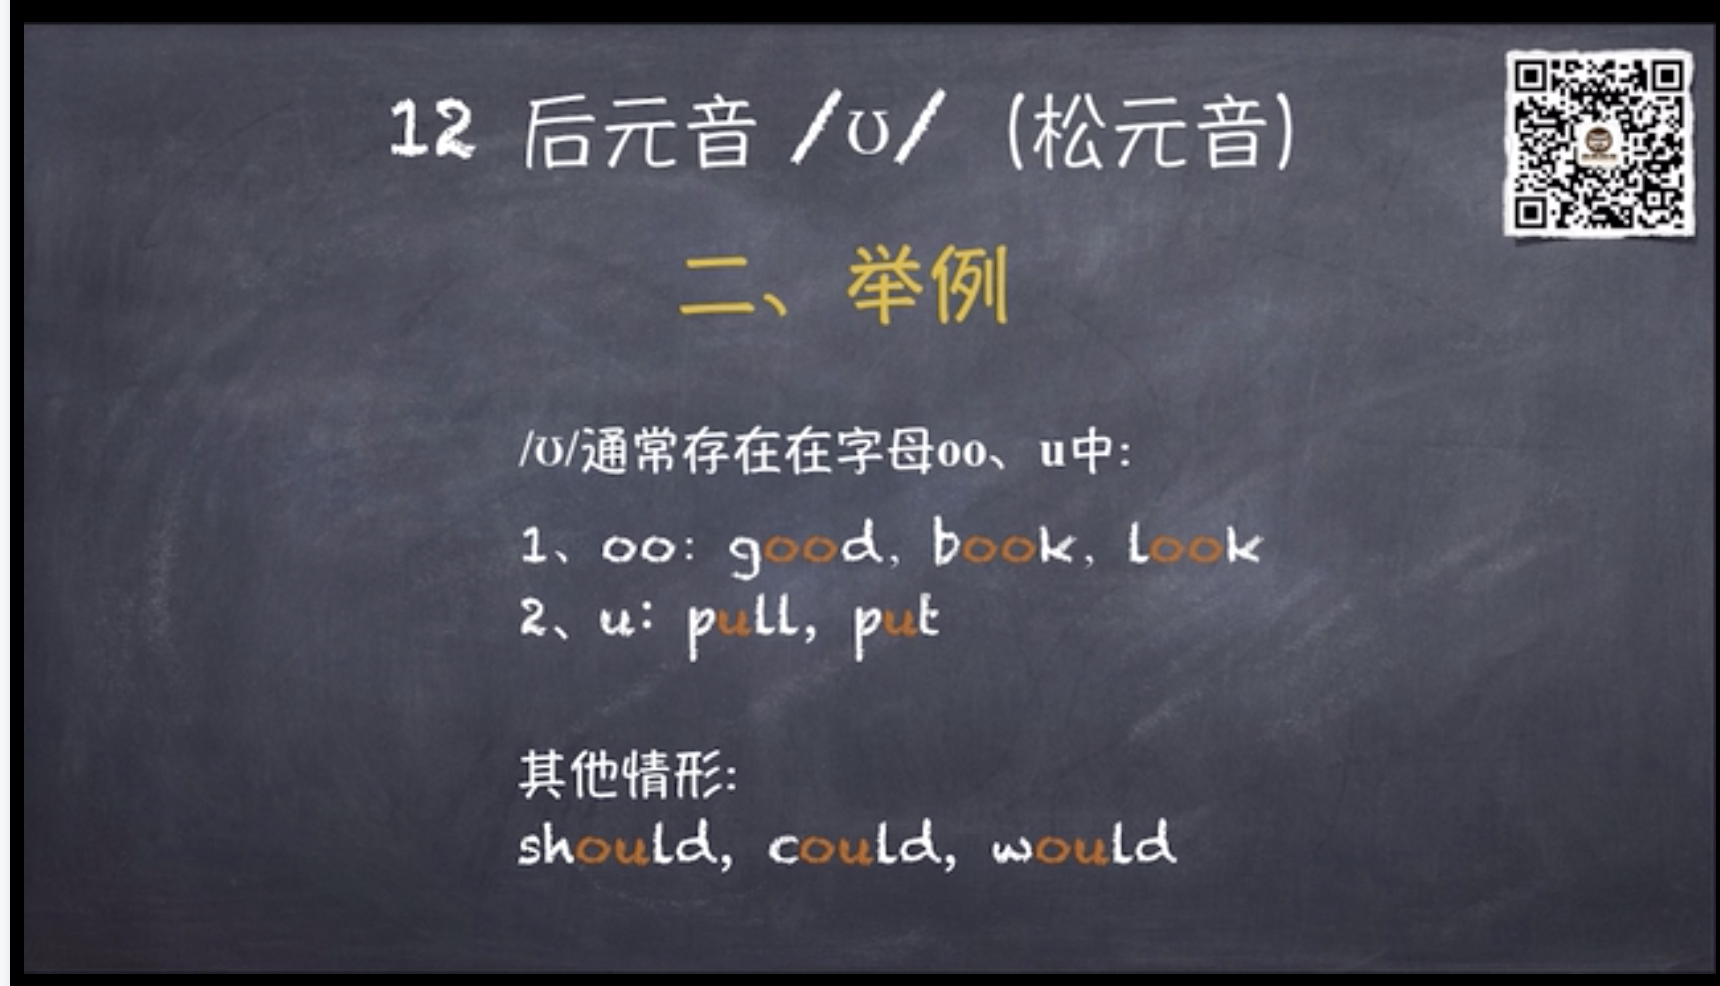 12 后元音 /ʊ/ （松元音）
二、举例
/ʊ/通常存在在字母oo、u中：
1、oo：good, book, look
2、u：pull, put
其他情形：
should, could, would